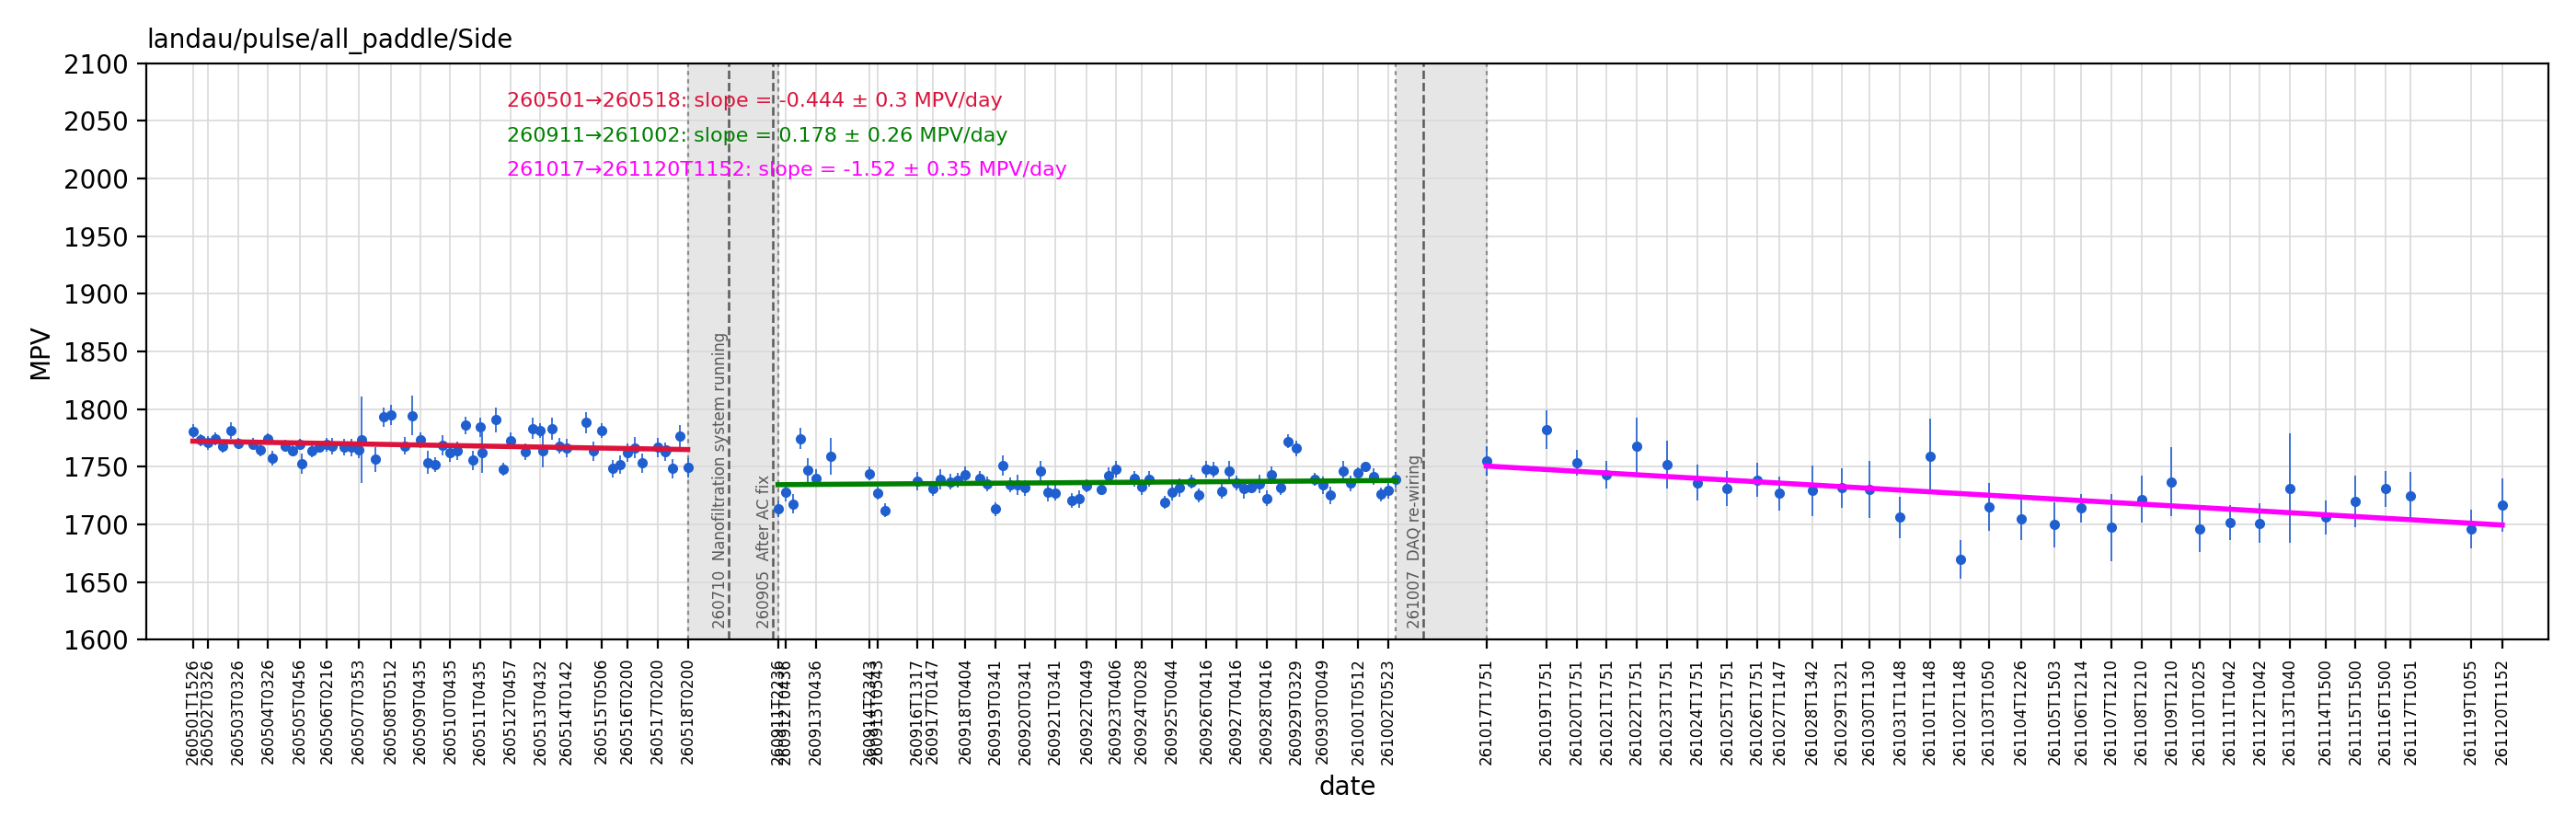 landau/pulse/all_paddle/Side
2100
2050
2000
1950
1900
1850
1800
1750
1700
1650
1600
MPV
260501→260518: slope = -0.444 ± 0.3 MPV/day
260911→261002: slope = 0.178 ± 0.26 MPV/day
261017→261120T1152: slope = -1.52 ± 0.35 MPV/day
260710 Nanofiltration system running
260905 After AC fix
261007 DAQ re-wiring
260501T1526
260502T0326
260503T0326
260504T0326
260505T0456
260506T0216
260507T0353
260508T0512
260509T0435
260510T0435
260511T0435
260512T0457
260513T0432
260514T0142
260515T0506
260516T0200
260517T0200
260518T0200
260911T2236
260912T0436
260913T0436
260914T2343
260915T0543
260916T1317
260917T0147
260918T0404
260919T0341
260920T0341
260921T0341
260922T0449
260923T0406
260924T0028
260925T0044
260926T0416
260927T0416
260928T0416
260929T0329
260930T0049
261001T0512
261002T0523
261017T1751
261019T1751
261020T1751
261021T1751
261022T1751
261023T1751
261024T1751
261025T1751
261026T1751
261027T1147
261028T1342
261029T1321
261030T1130
261031T1148
261101T1148
261102T1148
261103T1050
261104T1226
261105T1503
261106T1214
261107T1210
261108T1210
261109T1210
261110T1025
261111T1042
261112T1042
261113T1040
261114T1500
261115T1500
261116T1500
261117T1051
261119T1055
261120T1152
date